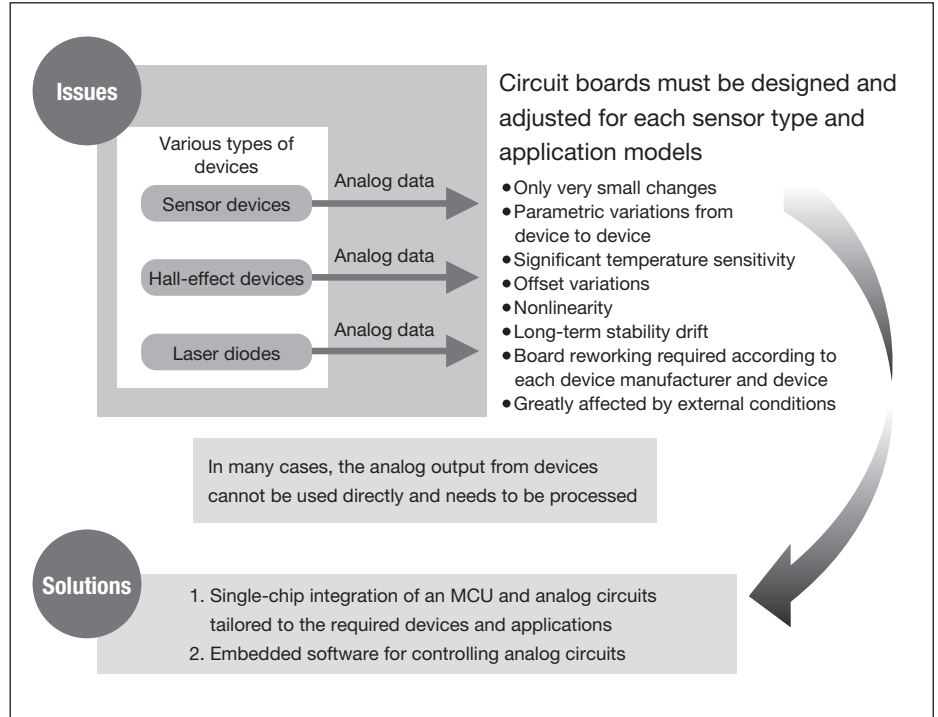 Issues
Various types of
devices
Sensor devices
Analog data
Hall-effect devices
Analog data
Laser diodes
Analog data
Circuit boards must be designed and
adjusted for each sensor type and
application models
•Only very small changes
•Parametric variations from
device to device
•Significant temperature sensitivity
•Offset variations
•Nonlinearity
•Long-term stability drift
•Board reworking required according to
each device manufacturer and device
•Greatly affected by external conditions
In many cases, the analog output from devices
cannot be used directly and needs to be processed
Solutions
1. Single-chip integration of an MCU and analog circuits
tailored to the required devices and applications
2. Embedded software for controlling analog circuits